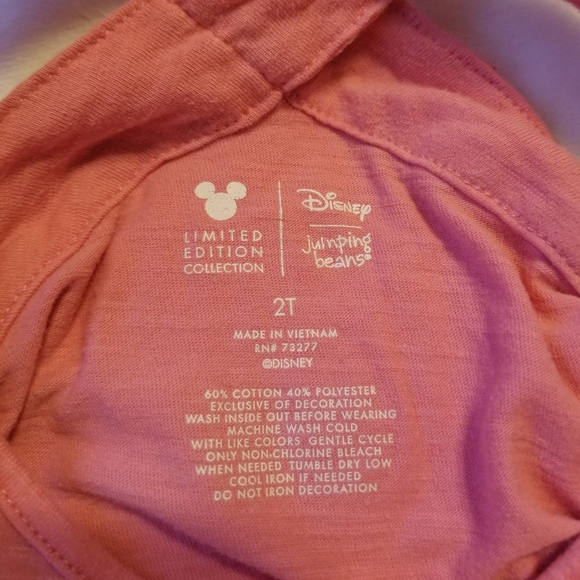 LIMITED
EDITION
COLLECTION
Disney
jumping
beans®
2T
MADE IN VIETNAM
RN# 73277
©DISNEY
60% COTTON 40% POLYESTER
EXCLUSIVE OF DECORATION
WASH INSIDE OUT BEFORE WEARING
MACHINE WASH COLD
WITH LIKE COLORS GENTLE CYCLE
ONLY NON-CHLORINE BLEACH
WHEN NEEDED TUMBLE DRY LOW
COOL IRON IF NEEDED
DO NOT IRON DECORATION